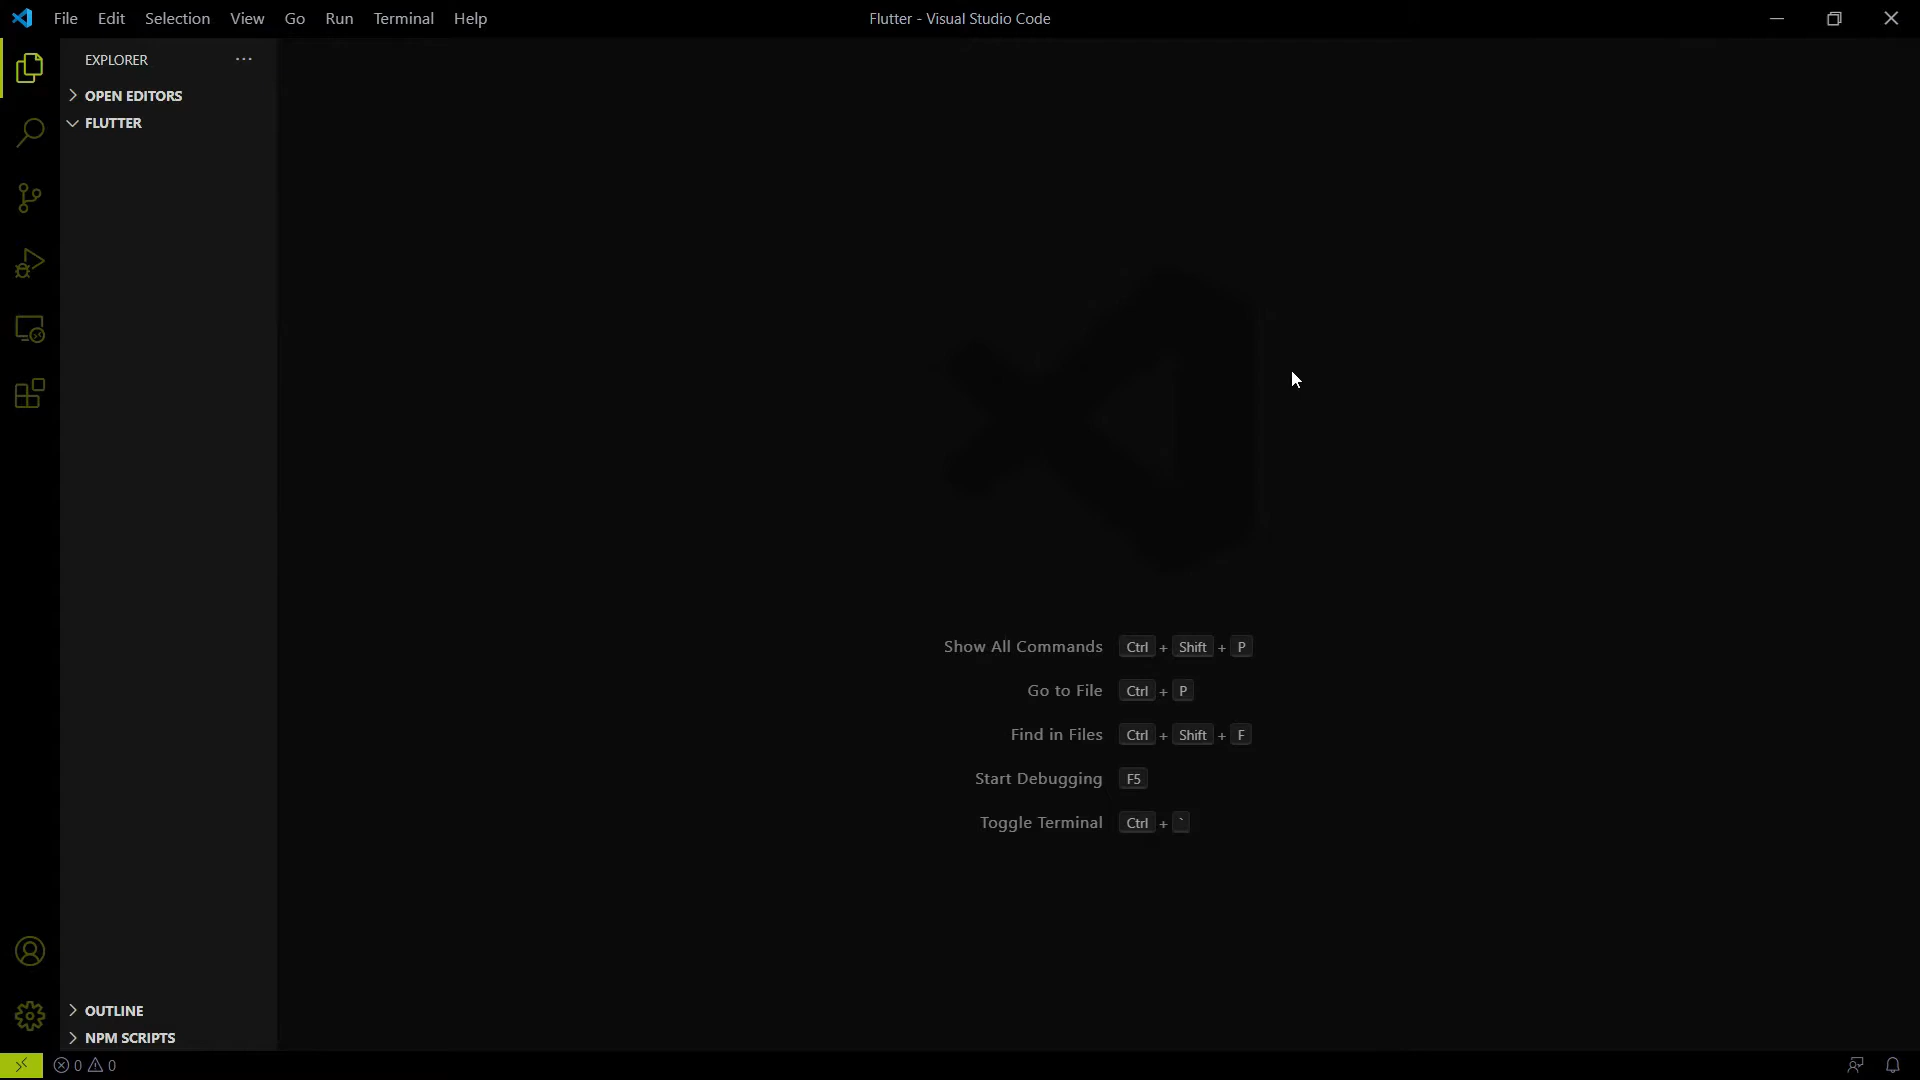 File Edit Selection View Go Run Terminal Help
Flutter - Visual Studio Code
EXPLORER
OPEN EDITORS
FLUTTER
Show All Commands Ctrl + Shift + P
Go to File Ctrl + P
Find in Files Ctrl + Shift + F
Start Debugging F5
Toggle Terminal Ctrl + `
OUTLINE
NPM SCRIPTS
0 0